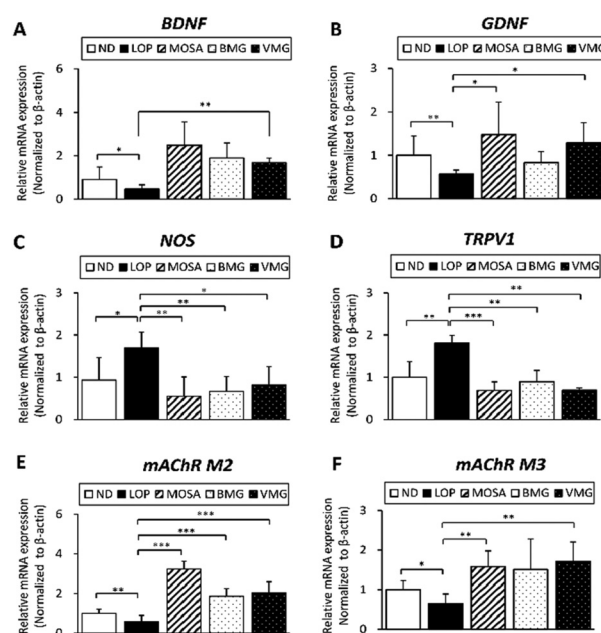 A
BDNF
ND LOP MOSA BMG VMG
Relative mRNA expression
(Normalized to β-actin)
6
4
2
0
*
**
B
GDNF
ND LOP MOSA BMG VMG
Relative mRNA expression
(Normalized to β-actin)
3
2
1
0
**
*
*
C
NOS
ND LOP MOSA BMG VMG
Relative mRNA expression
(Normalized to β-actin)
3
2
1
0
*
**
**
*
D
TRPV1
ND LOP MOSA BMG VMG
Relative mRNA expression
(Normalized to β-actin)
3
2
1
0
**
***
**
**
E
mAChR M2
ND LOP MOSA BMG VMG
Relative mRNA expression
(Normalized to β-actin)
6
4
2
0
**
***
***
***
F
mAChR M3
ND LOP MOSA BMG VMG
Relative mRNA expression
Normalized to β-actin)
3
2
1
0
*
**
**